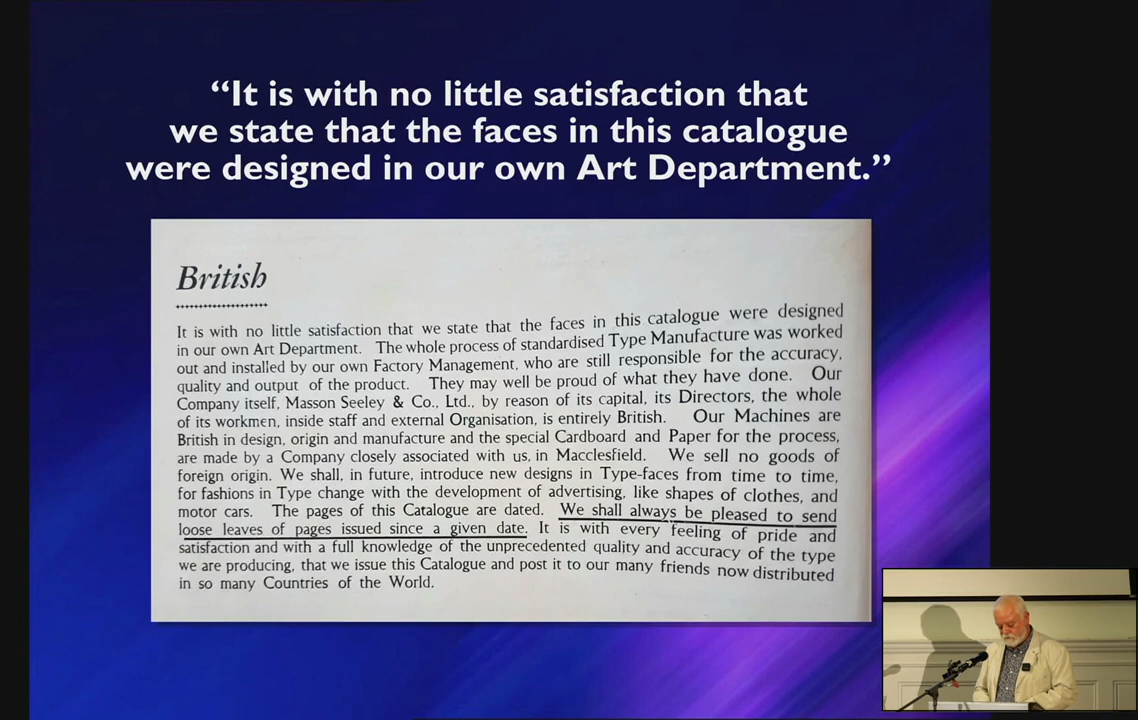 “It is with no little satisfaction that
we state that the faces in this catalogue
were designed in our own Art Department.”
British
It is with no little satisfaction that we state that the faces in this catalogue were designed
in our own Art Department. The whole process of standardised Type Manufacture was worked
out and installed by our own Factory Management, who are still responsible for the accuracy,
quality and output of the product. They may well be proud of what they have done. Our
Company itself, Masson Seeley & Co., Ltd., by reason of its capital, its Directors, the whole
of its workmen, inside staff and external Organisation, is entirely British. Our Machines are
British in design, origin and manufacture and the special Cardboard and Paper for the process,
are made by a Company closely associated with us, in Macclesfield. We sell no goods of
foreign origin. We shall, in future, introduce new designs in Type-faces from time to time,
for fashions in Type change with the development of advertising, like shapes of clothes, and
motor cars. The pages of this Catalogue are dated. We shall always be pleased to send
loose leaves of pages issued since a given date. It is with every feeling of pride and
satisfaction and with a full knowledge of the unprecedented quality and accuracy of the type
we are producing, that we issue this Catalogue and post it to our many friends now distributed
in so many Countries of the World.